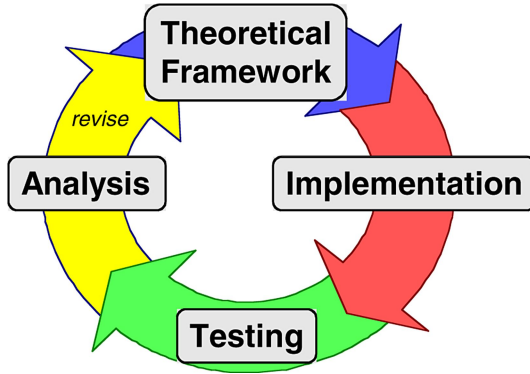 Theoretical
Framework
revise
Analysis
Implementation
Testing